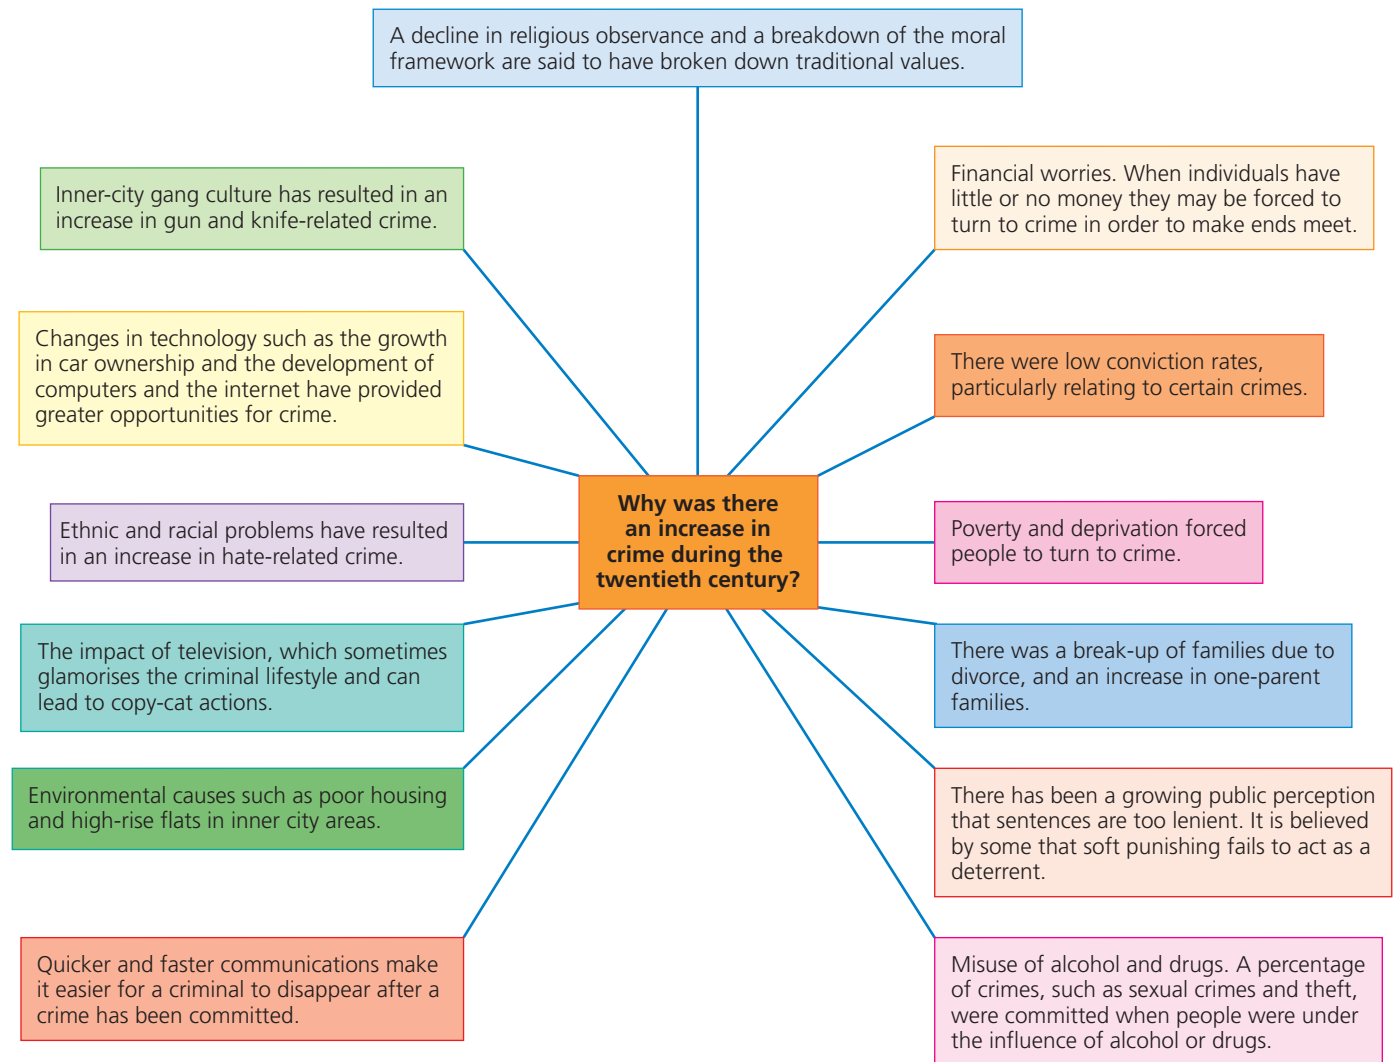 A decline in religious observance and a breakdown of the moral
framework are said to have broken down traditional values.
Inner-city gang culture has resulted in an
increase in gun and knife-related crime.
Financial worries. When individuals have
little or no money they may be forced to
turn to crime in order to make ends meet.
Changes in technology such as the growth
in car ownership and the development of
computers and the internet have provided
greater opportunities for crime.
There were low conviction rates,
particularly relating to certain crimes.
Why was there
an increase in
crime during the
twentieth century?
Ethnic and racial problems have resulted
in an increase in hate-related crime.
Poverty and deprivation forced
people to turn to crime.
The impact of television, which sometimes
glamorises the criminal lifestyle and can
lead to copy-cat actions.
There was a break-up of families due to
divorce, and an increase in one-parent
families.
Environmental causes such as poor housing
and high-rise flats in inner city areas.
There has been a growing public perception
that sentences are too lenient. It is believed
by some that soft punishing fails to act as a
deterrent.
Quicker and faster communications make
it easier for a criminal to disappear after a
crime has been committed.
Misuse of alcohol and drugs. A percentage
of crimes, such as sexual crimes and theft,
were committed when people were under
the influence of alcohol or drugs.